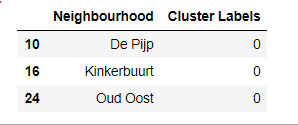 Neighbourhood Cluster Labels
10 De Pijp 0
16 Kinkerbuurt 0
24 Oud Oost 0